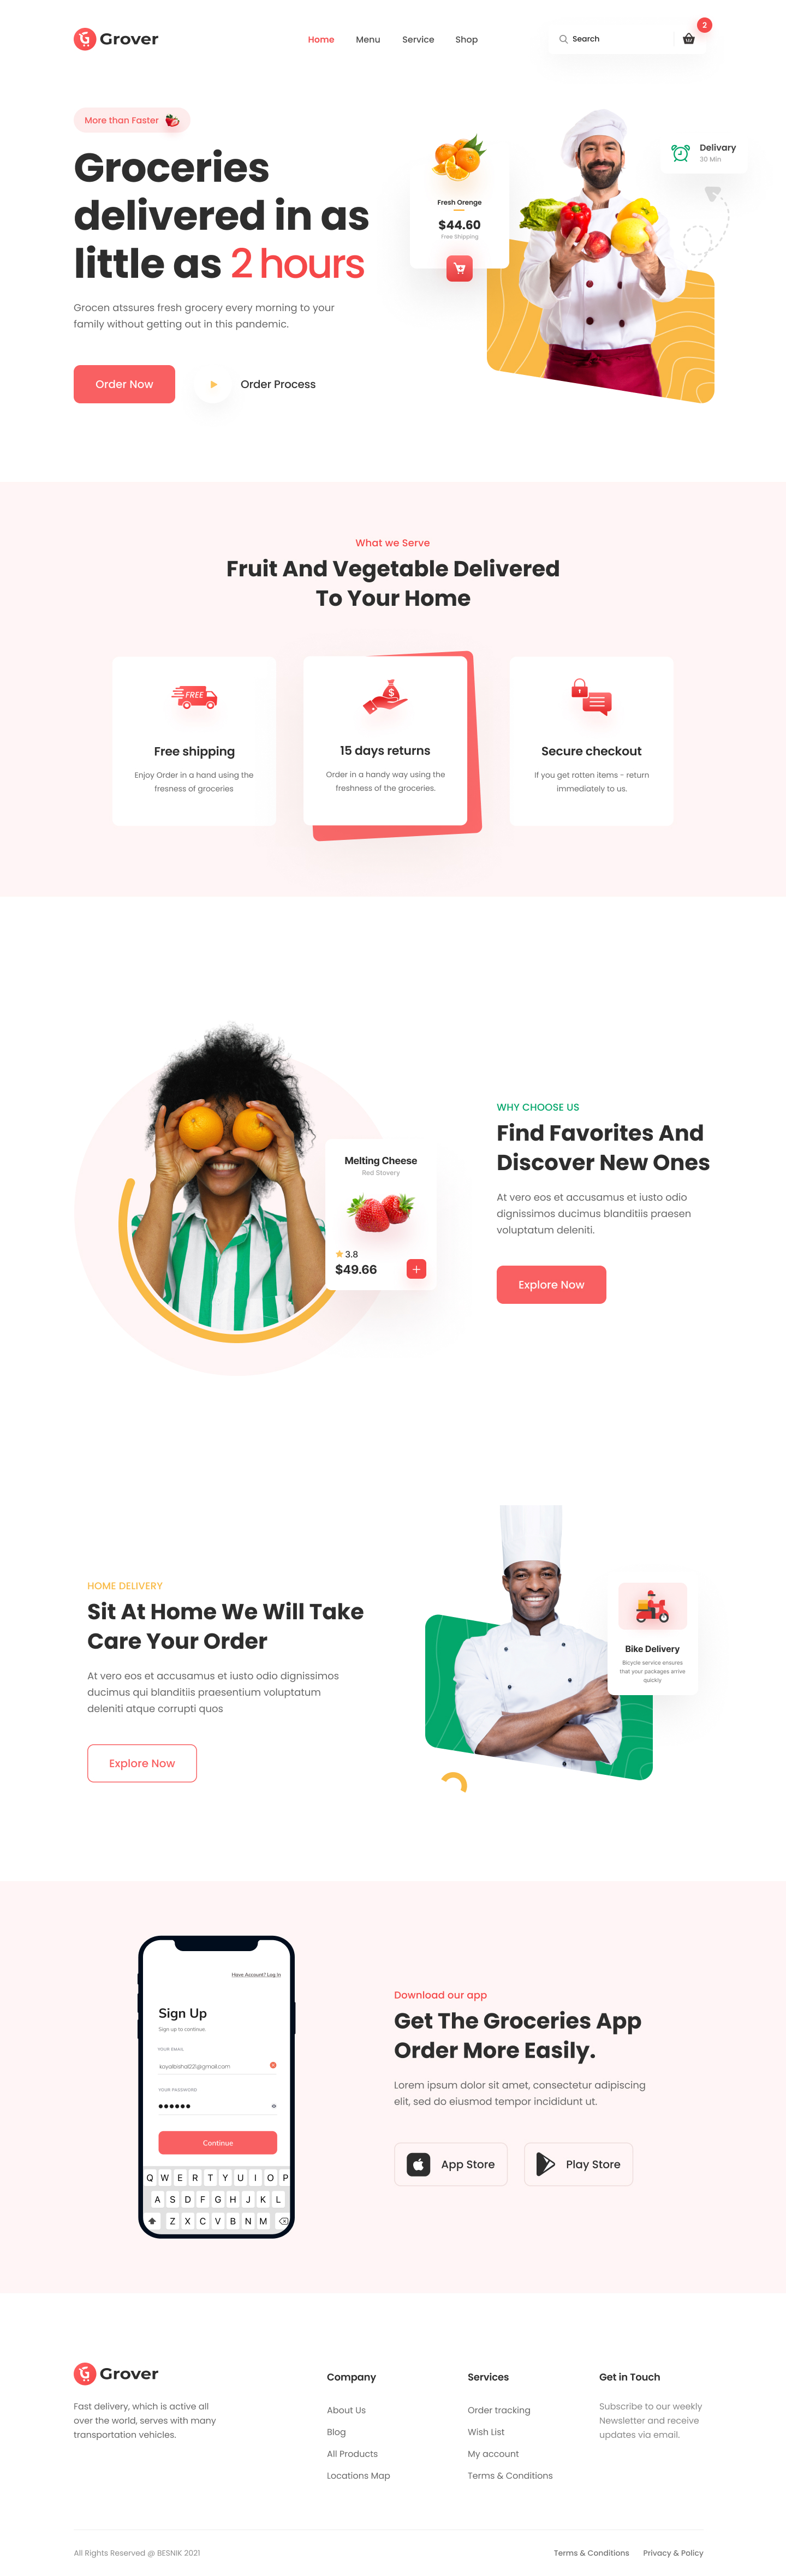 Grover
Home Menu Service Shop
Search
2
More than Faster
Groceries
delivered in as
little as 2 hours
Grocen atssures fresh grocery every morning to your
family without getting out in this pandemic.
Order Now
Order Process
Fresh Orenge
$44.60
Free Shipping
Delivary
30 Min
What we Serve
Fruit And Vegetable Delivered
To Your Home
FREE
Free shipping
Enjoy Order in a hand using the
fresness of groceries
$
15 days returns
Order in a handy way using the
freshness of the groceries.
Secure checkout
If you get rotten items - return
immediately to us.
Melting Cheese
Red Stovery
3.8
$49.66
WHY CHOOSE US
Find Favorites And
Discover New Ones
At vero eos et accusamus et iusto odio
dignissimos ducimus blanditiis praesen
voluptatum deleniti.
Explore Now
HOME DELIVERY
Sit At Home We Will Take
Care Your Order
At vero eos et accusamus et iusto odio dignissimos
ducimus qui blanditiis praesentium voluptatum
deleniti atque corrupti quos
Explore Now
Bike Delivery
Bicycle service ensures
that your packages arrive
quickly
Have Account? Log In
Sign Up
Sign up to continue.
YOUR EMAIL
koyalbishal22@gmail.com
YOUR PASSWORD
Continue
Q W E R T Y U I O P
A S D F G H J K L
Z X C V B N M
Download our app
Get The Groceries App
Order More Easily.
Lorem ipsum dolor sit amet, consectetur adipiscing
elit, sed do eiusmod tempor incididunt ut.
App Store
Play Store
Grover
Fast delivery, which is active all
over the world, serves with many
transportation vehicles.
Company
About Us
Blog
All Products
Locations Map
Services
Order tracking
Wish List
My account
Terms & Conditions
Get in Touch
Subscribe to our weekly
Newsletter and receive
updates via email.
All Rights Reserved @ BESNIK 2021
Terms & Conditions Privacy & Policy